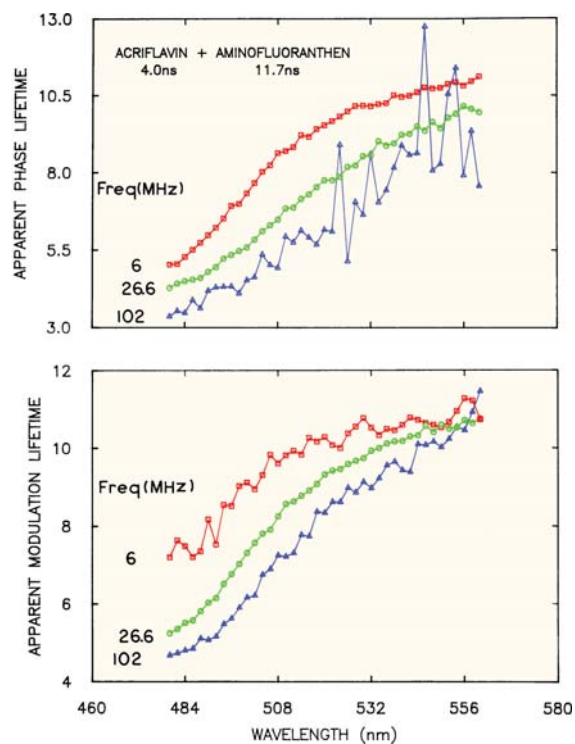 13.0
ACRIFLAVIN + AMINOFLUORANTHEN
4.0ns 11.7ns
10.5
8.0
Freq(MHz)
5.5
6
26.6
102
3.0
APPARENT PHASE LIFETIME
12
10
Freq(MHz)
8
6
6
26.6
102
4
APPARENT MODULATION LIFETIME
460 484 508 532 556 580
WAVELENGTH (nm)